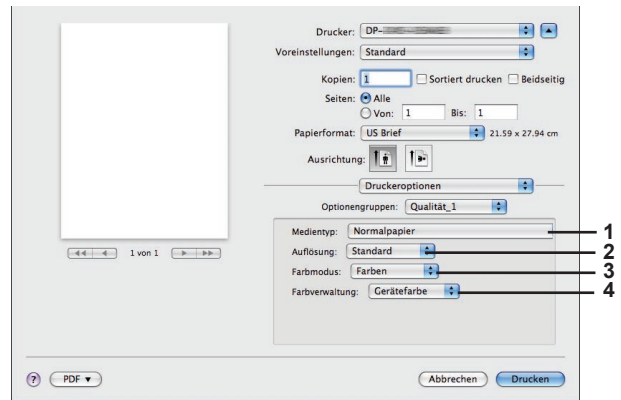 Drucker: DP-
Voreinstellungen: Standard
Kopien: 1 Sortiert drucken Beidseitig
Seiten: Alle
Von: 1 Bis: 1
Papierformat: US Brief 21.59 x 27.94 cm
Ausrichtung:
Druckeroptionen
Optionengruppen: Qualität_1
Medientyp: Normalpapier 1
Auflösung: Standard 2
Farbmodus: Farben 3
Farbverwaltung: Gerätefarbe 4
1 von 1
? PDF Abbrechen Drucken